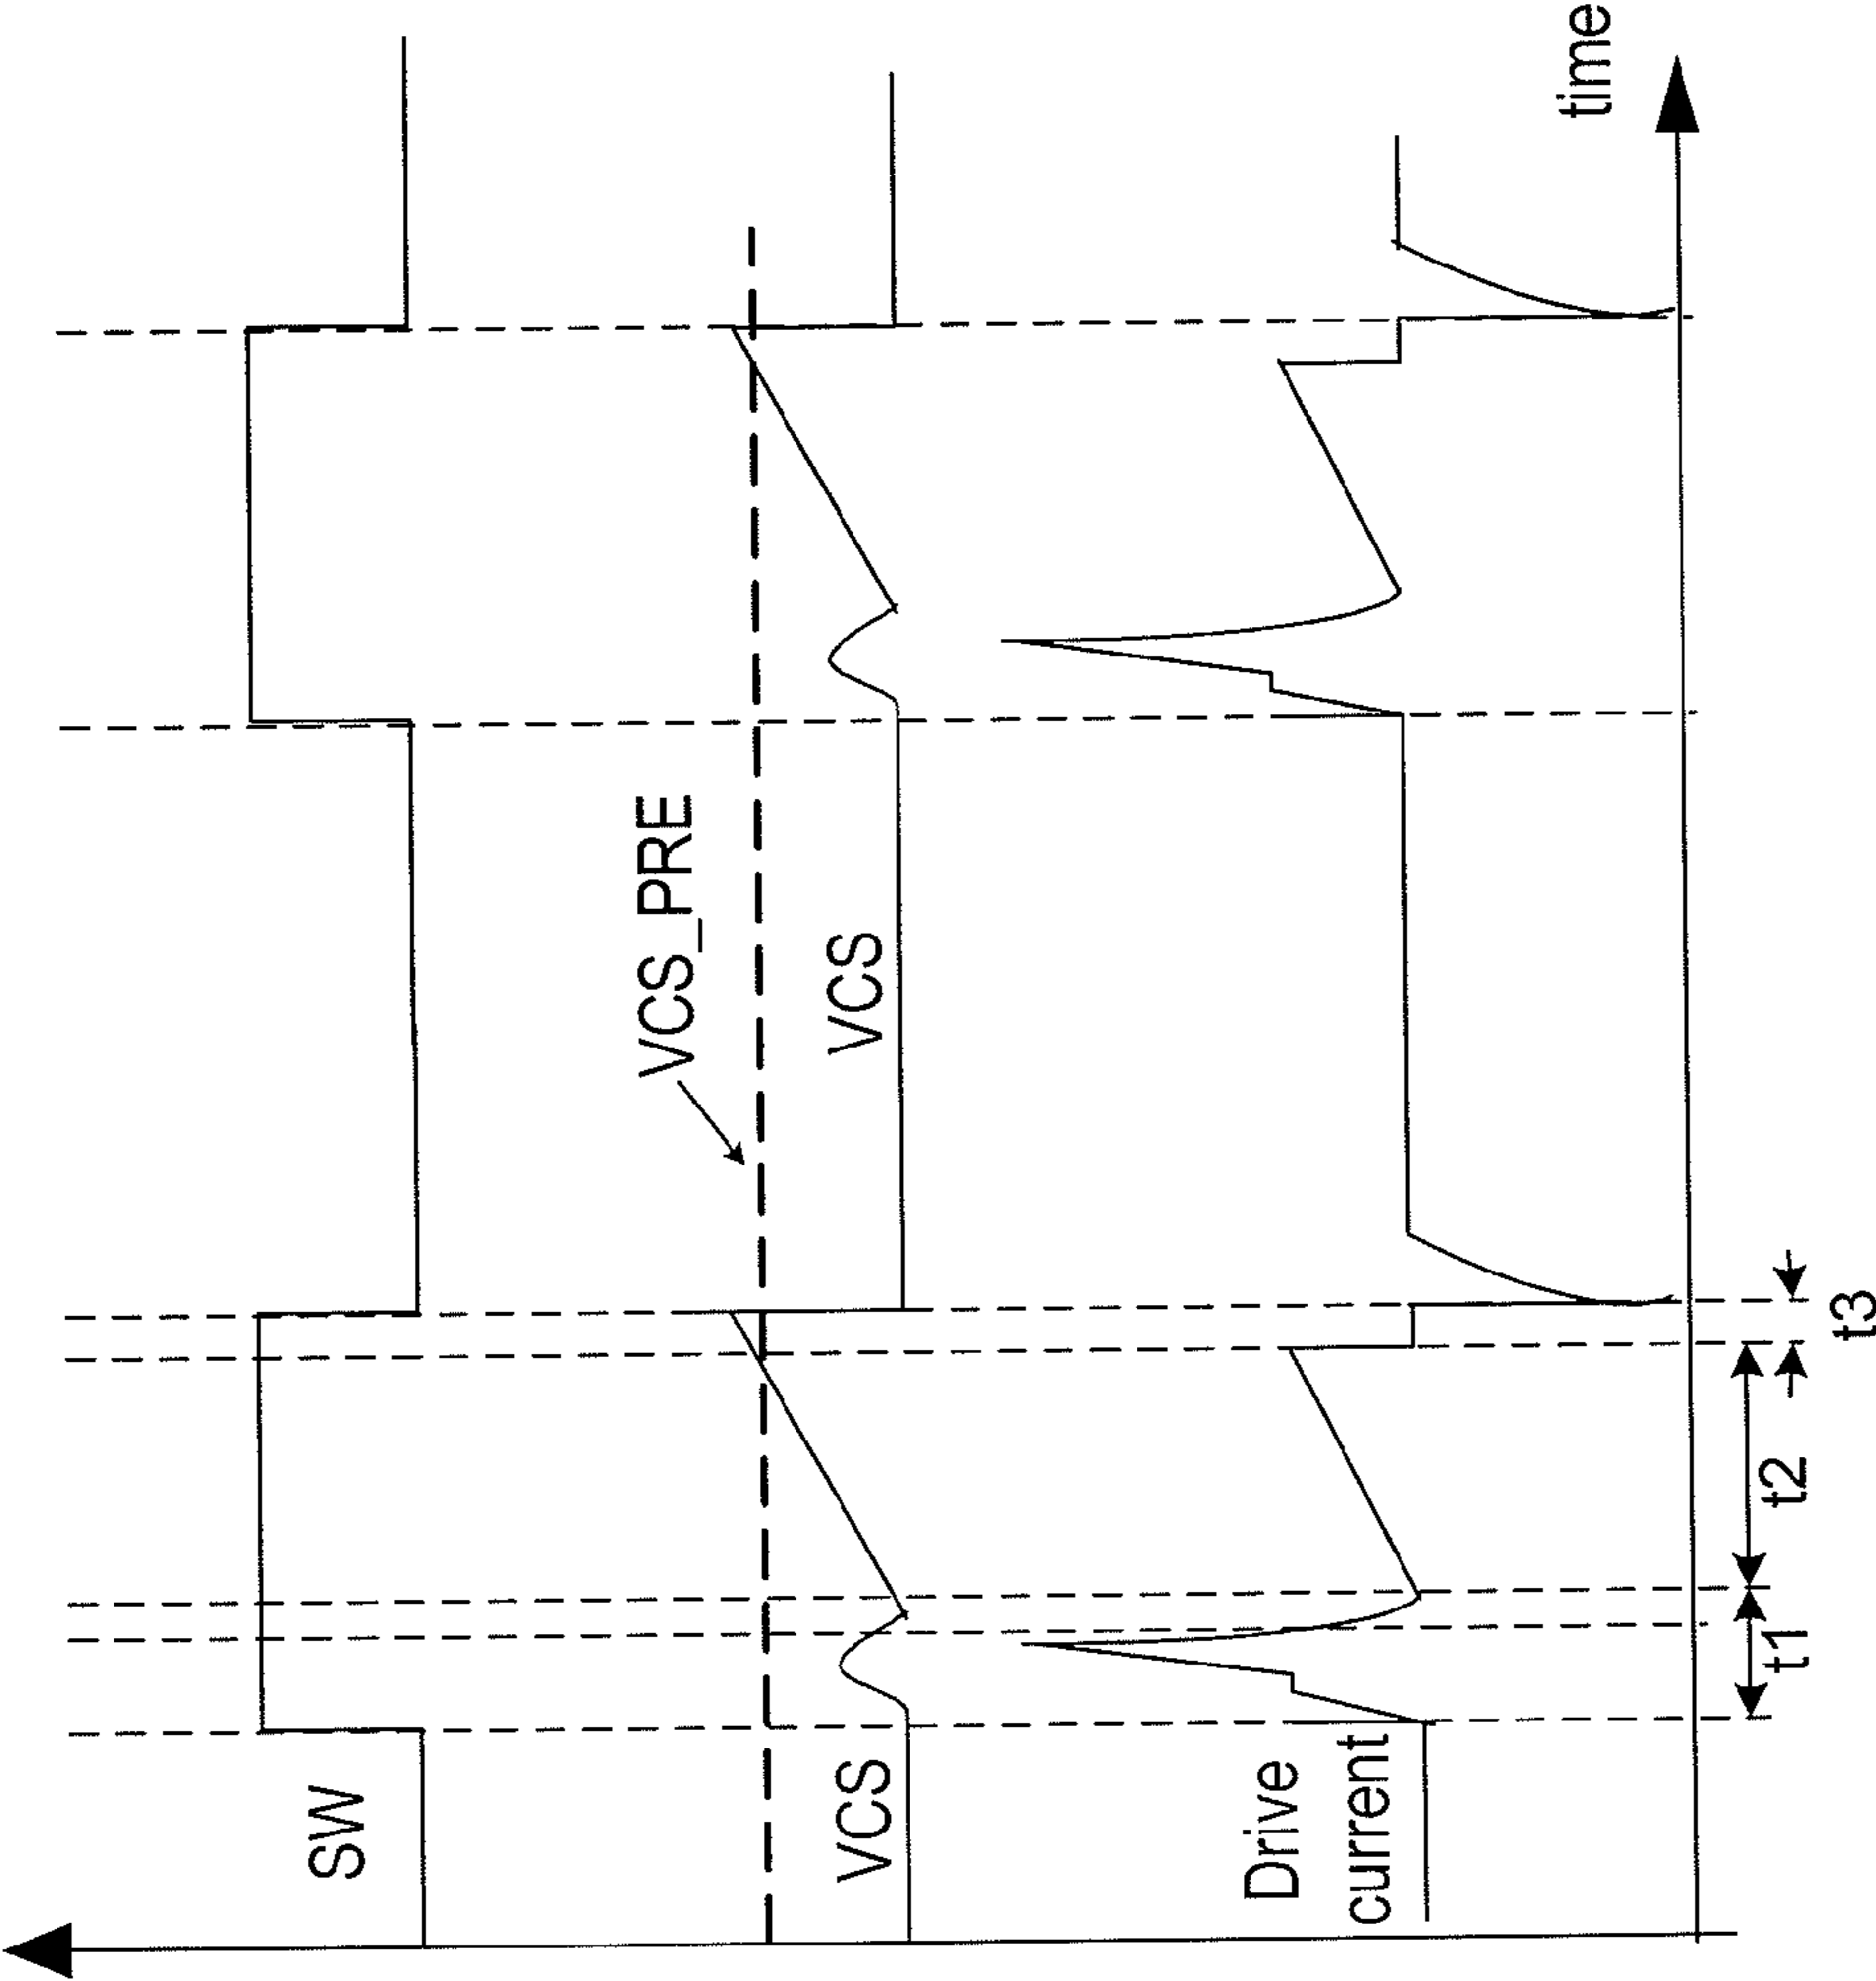 SW
VCS_PRE
VCS
VCS
Drive
current
t1
t2
t3
time